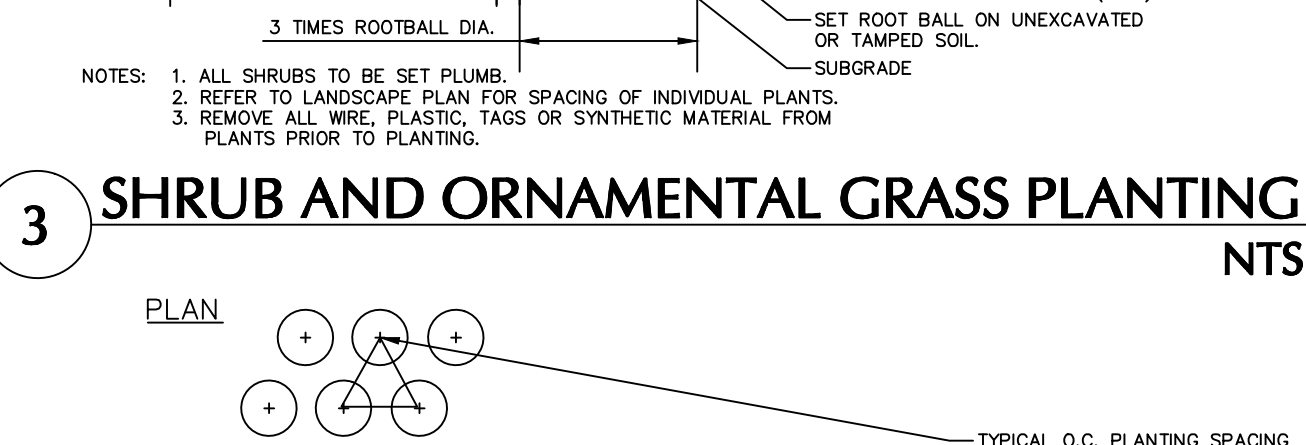 3 TIMES ROOTBALL DIA.
SET ROOT BALL ON UNEXCAVATED
OR TAMPED SOIL.
SUBGRADE
NOTES: 1. ALL SHRUBS TO BE SET PLUMB.
2. REFER TO LANDSCAPE PLAN FOR SPACING OF INDIVIDUAL PLANTS.
3. REMOVE ALL WIRE, PLASTIC, TAGS OR SYNTHETIC MATERIAL FROM
PLANTS PRIOR TO PLANTING.
3 SHRUB AND ORNAMENTAL GRASS PLANTING
NTS
PLAN
TYPICAL O.C. PLANTING SPACING